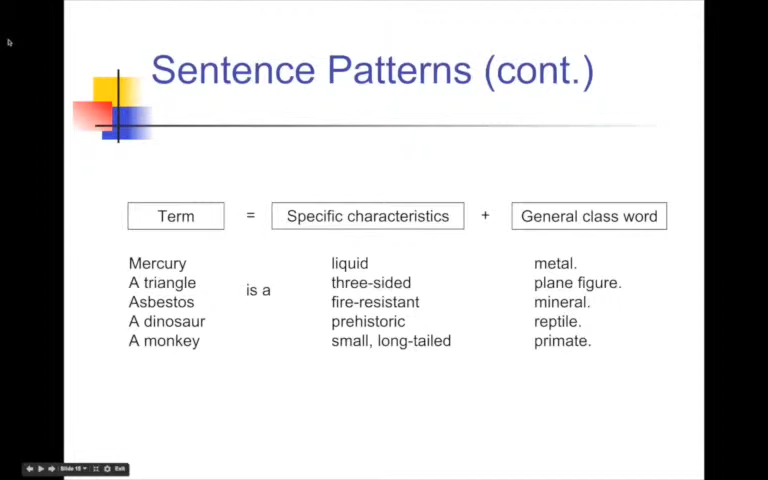 Sentence Patterns (cont.)
Term = Specific characteristics + General class word
Mercury liquid metal.
A triangle three-sided plane figure.
is a
Asbestos fire-resistant mineral.
A dinosaur prehistoric reptile.
A monkey small, long-tailed primate.
Slide 18 Exit